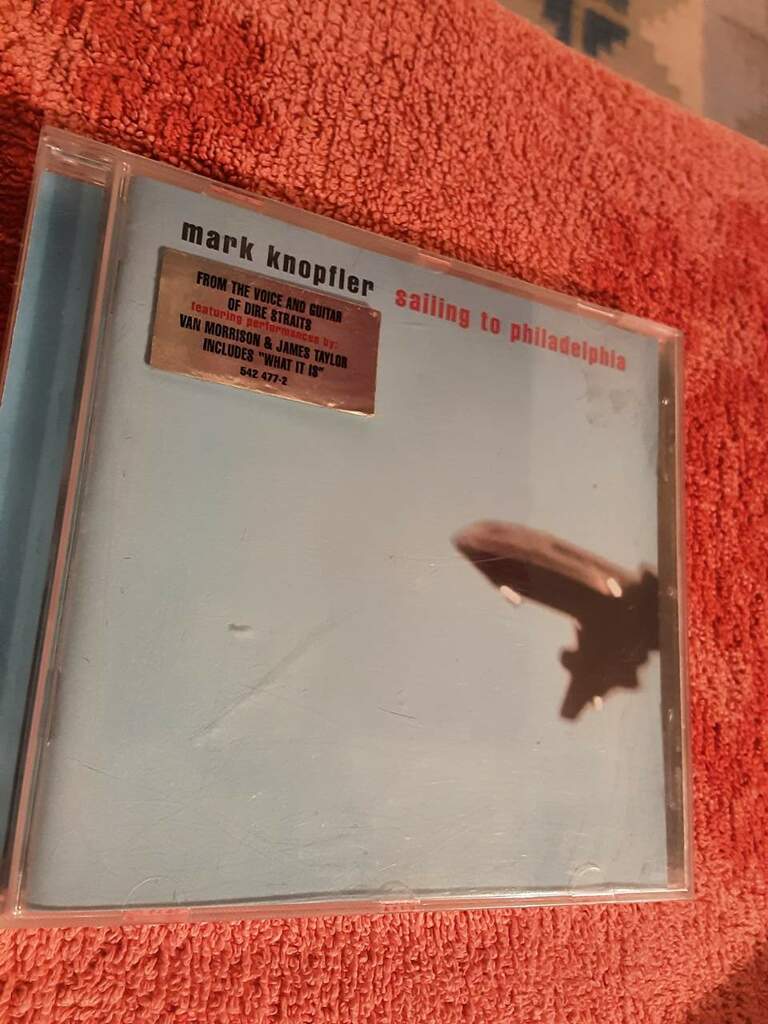 mark knopfler
sailing to philadelphia
FROM THE VOICE AND GUITAR
OF DIRE STRAITS
featuring performances by:
VAN MORRISON & JAMES TAYLOR
INCLUDES "WHAT IT IS"
542 477-2